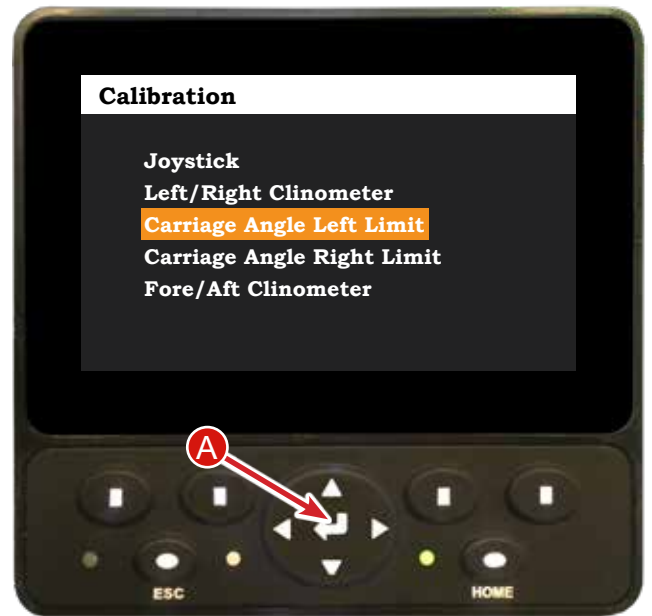 Calibration
Joystick
Left/Right Clinometer
Carriage Angle Left Limit
Carriage Angle Right Limit
Fore/Aft Clinometer
A
ESC
HOME